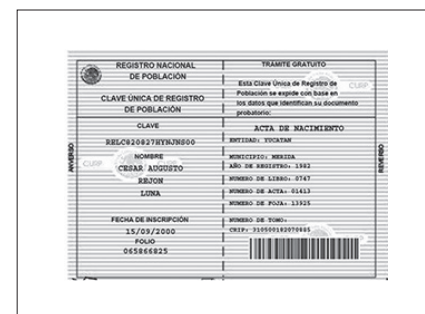 REGISTRO NACIONAL
DE POBLACIÓN
CLAVE ÚNICA DE REGISTRO
DE POBLACIÓN
CLAVE
RELC820827HYNJNS00
NOMBRE
CESAR AUGUSTO
REJON
LUNA
FECHA DE INSCRIPCIÓN
15/09/2000
FOLIO
065866825
ANVERSO
TRÁMITE GRATUITO
Esta Clave Única de Registro de
Población se expide con base en
los datos que identifican su documento
probatorio:
ACTA DE NACIMIENTO
ENTIDAD: YUCATAN
MUNICIPIO: MERIDA
AÑO DE REGISTRO: 1982
NUMERO DE LIBRO: 0747
NUMERO DE ACTA: 01413
NUMERO DE FOJA: 13925
NUMERO DE TOMO:
CRIP:
REVERSO
CURP
CURP